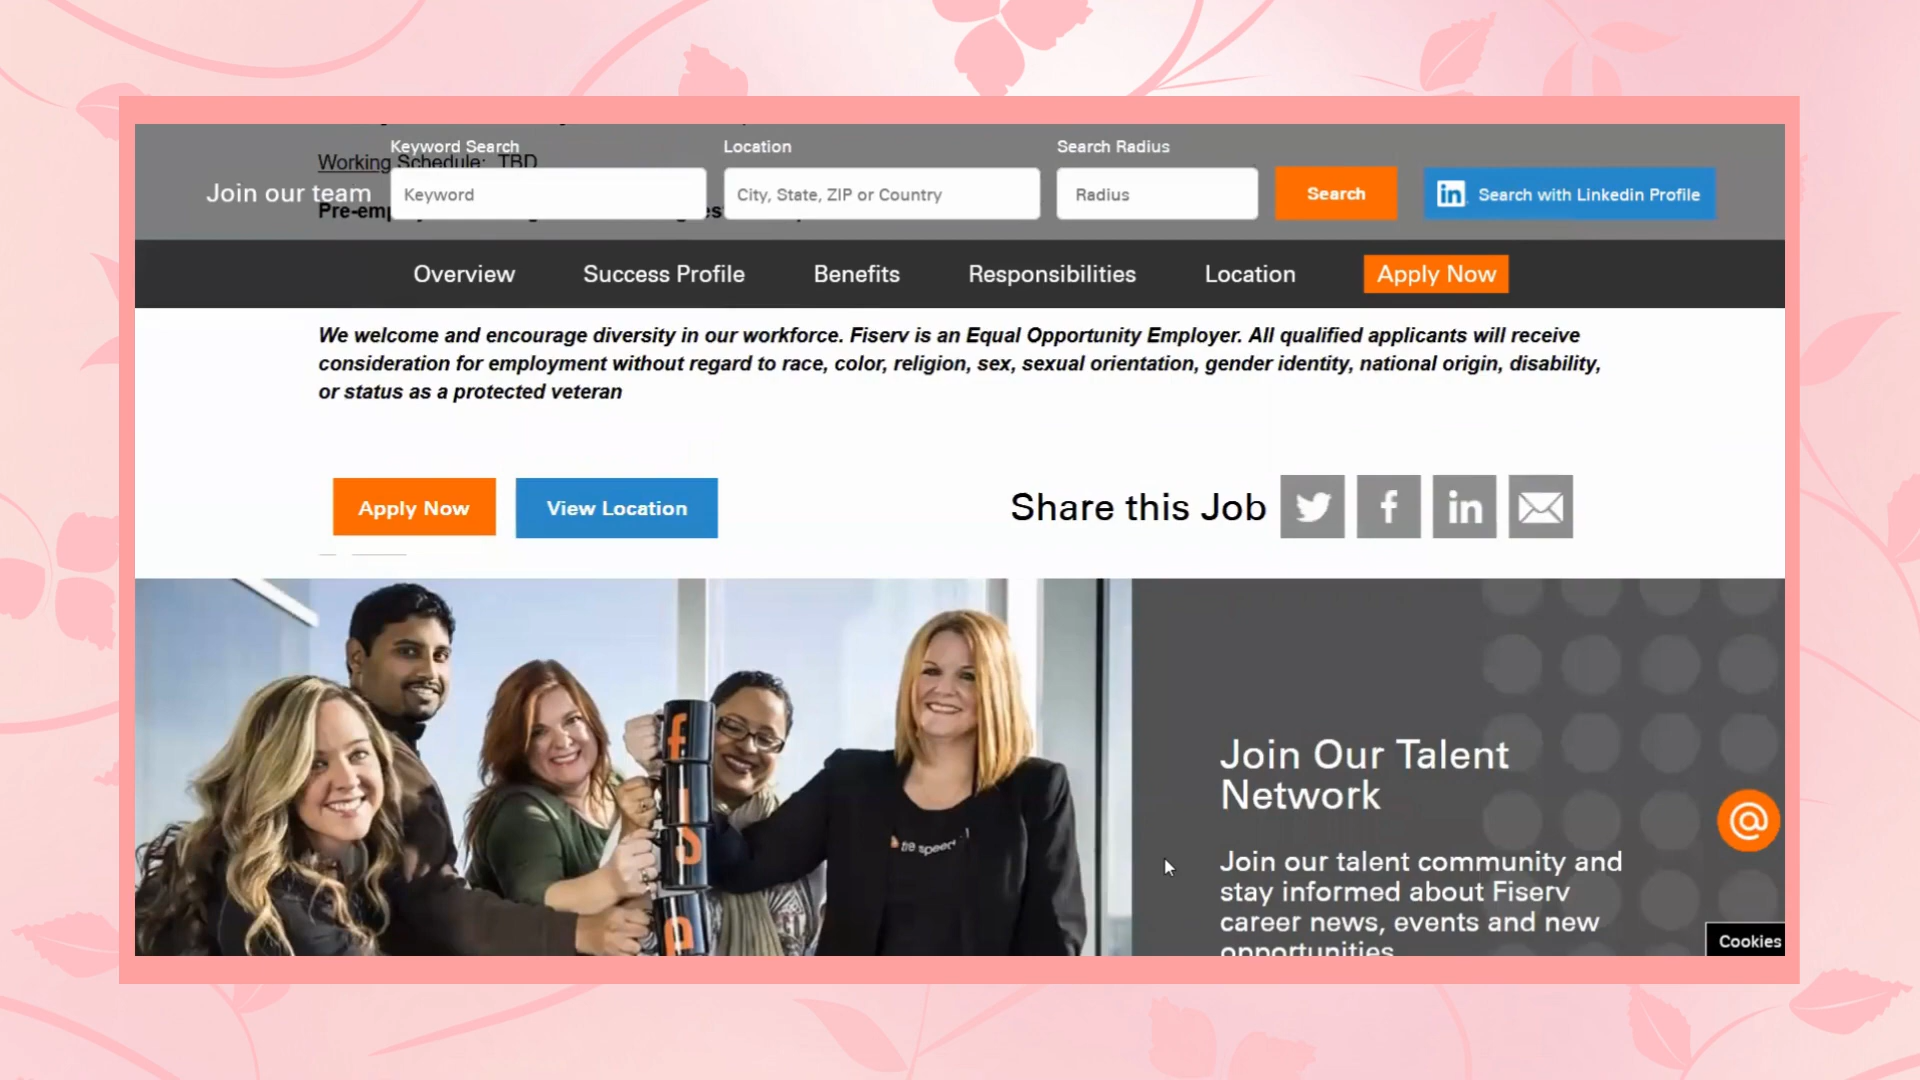 Keyword Search
Location
Search Radius
Working Schedule: TBD
Join our team
Keyword
City, State, ZIP or Country
Radius
Search
in Search with Linkedin Profile
Overview
Success Profile
Benefits
Responsibilities
Location
Apply Now
We welcome and encourage diversity in our workforce. Fiserv is an Equal Opportunity Employer. All qualified applicants will receive
consideration for employment without regard to race, color, religion, sex, sexual orientation, gender identity, national origin, disability,
or status as a protected veteran
Apply Now
View Location
Share this Job
Join Our Talent
Network
Join our talent community and
stay informed about Fiserv
career news, events and new
opportunities
Cookies